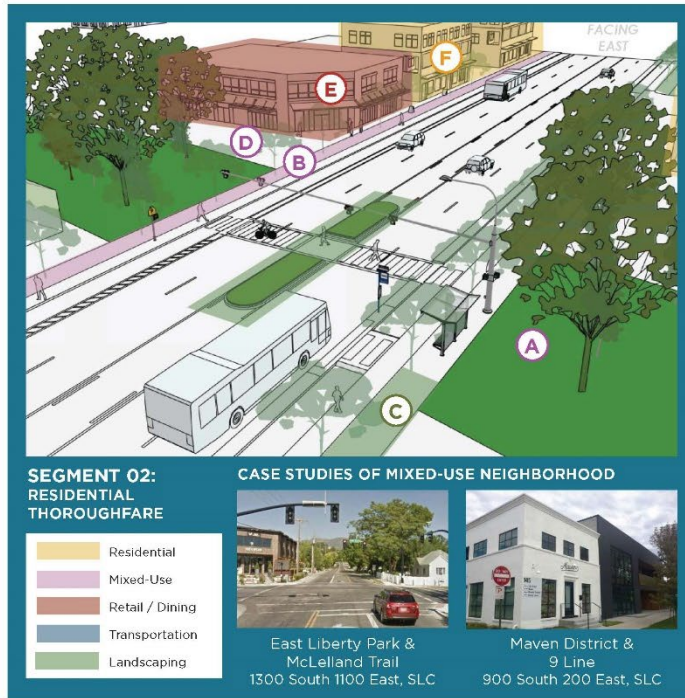 FACING
EAST
F
E
D
B
A
C
SEGMENT 02:
RESIDENTIAL
THOROUGHFARE
Residential
Mixed-Use
Retail / Dining
Transportation
Landscaping
CASE STUDIES OF MIXED-USE NEIGHBORHOOD
East Liberty Park &
McLelland Trail
1300 South 1100 East, SLC
Maven District &
9 Line
900 South 200 East, SLC